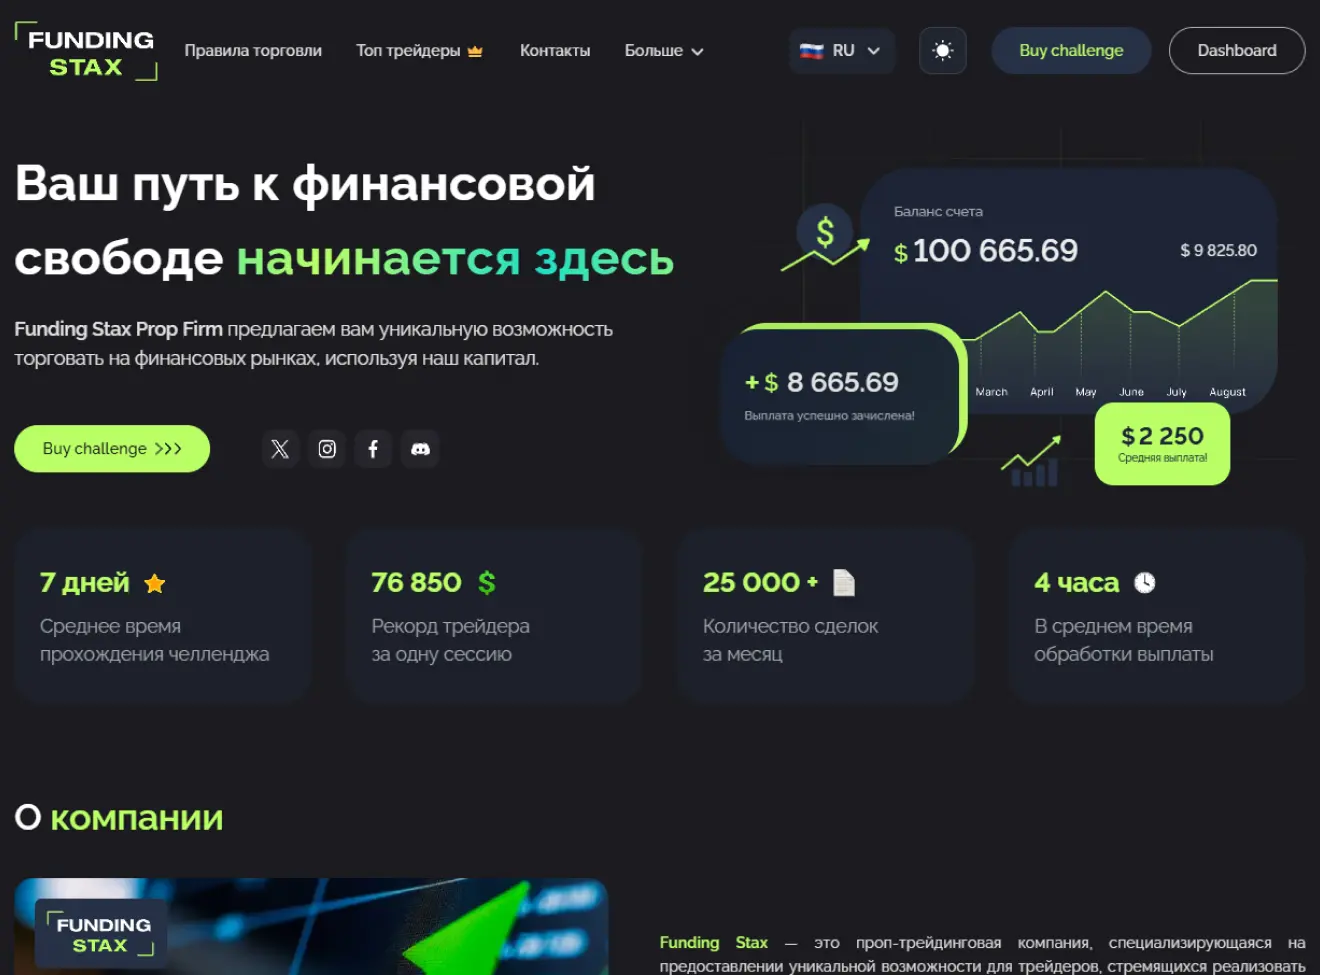 FUNDING
STAX
Правила торговли
Топ трейдеры
Контакты
Больше
RU
Buy challenge
Dashboard
Ваш путь к финансовой
свободе начинается здесь
Funding Stax Prop Firm предлагаем вам уникальную возможность
торговать на финансовых рынках, используя наш капитал.
Buy challenge >>>
Баланс счета
$ 100 665.69
$ 9 825.80
+ $ 8 665.69
Выплата успешно зачислена!
March April May June July August
$ 2 250
Средняя выплата!
7 дней
Среднее время
прохождения челленджа
76 850
Рекорд трейдера
за одну сессию
25 000 +
Количество сделок
за месяц
4 часа
В среднем время
обработки выплаты
О компании
FUNDING
STAX
Funding Stax — это проп-трейдинговая компания, специализирующаяся на
предоставлении уникальной возможности для трейдеров, стремящихся реализовать